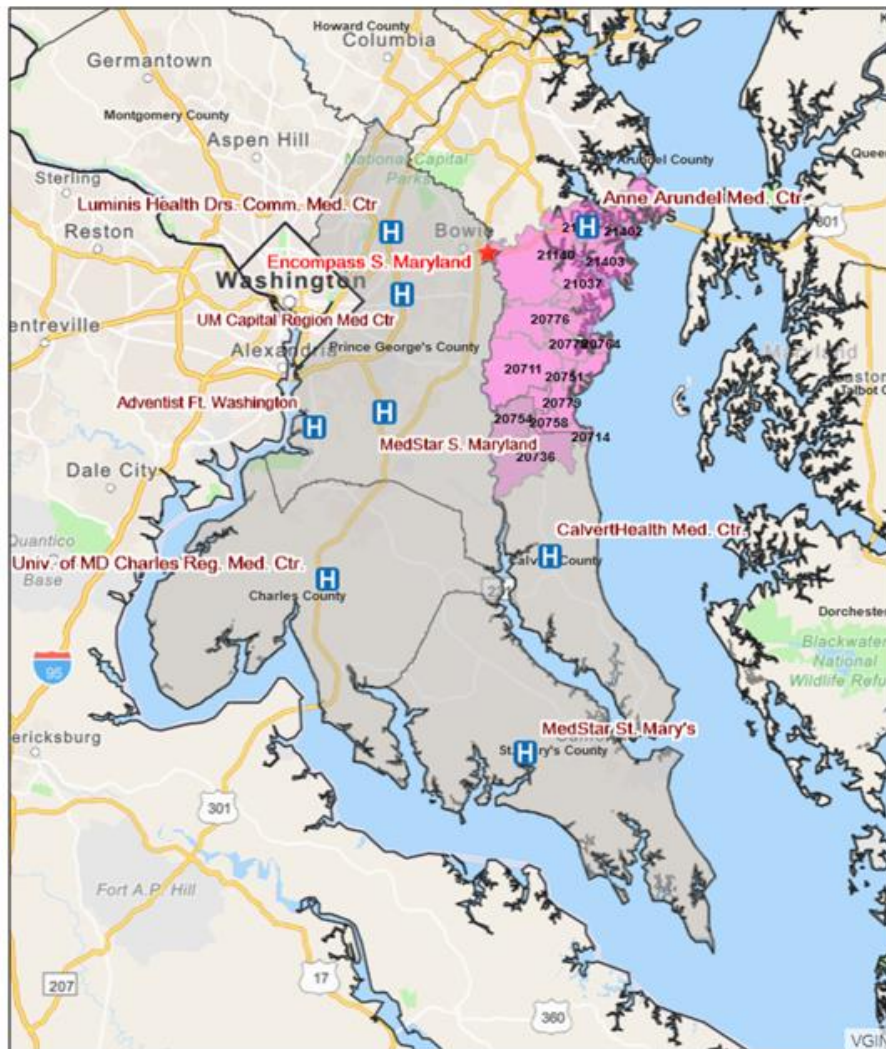 Howard County
Columbia
Germantown
Montgomery County
Aspen Hill
National Capital
Parks
Arundel County
Sterling
Luminis Health Drs. Comm. Med. Ctr
Anne Arundel Med. Ctr.
Reston
Bowie
21402
301
Encompass S. Maryland
21140
21403
Washington
21037
UM Capital Region Med Ctr
20776
Alexandria
Prince George's County
20764
Maryland
20711
20751
Adventist Ft. Washington
20779
20754
20758
MedStar S. Maryland
20714
Dale City
20736
Quantico
Base
CalvertHealth Med. Ctr.
Univ. of MD Charles Reg. Med. Ctr.
Charles County
Dorchester
Blackwater
National
Wildlife Refu
95
MedStar St. Mary's
ericksburg
301
Fort A.P. Hill
17
207
360
VGIN
H
H
H
H
H
H
H
H